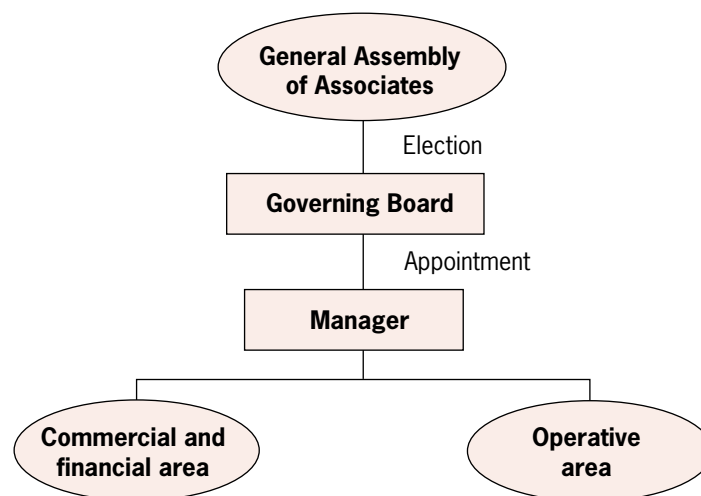 General Assembly
of Associates
Election
Governing Board
Appointment
Manager
Commercial and
financial area
Operative
area